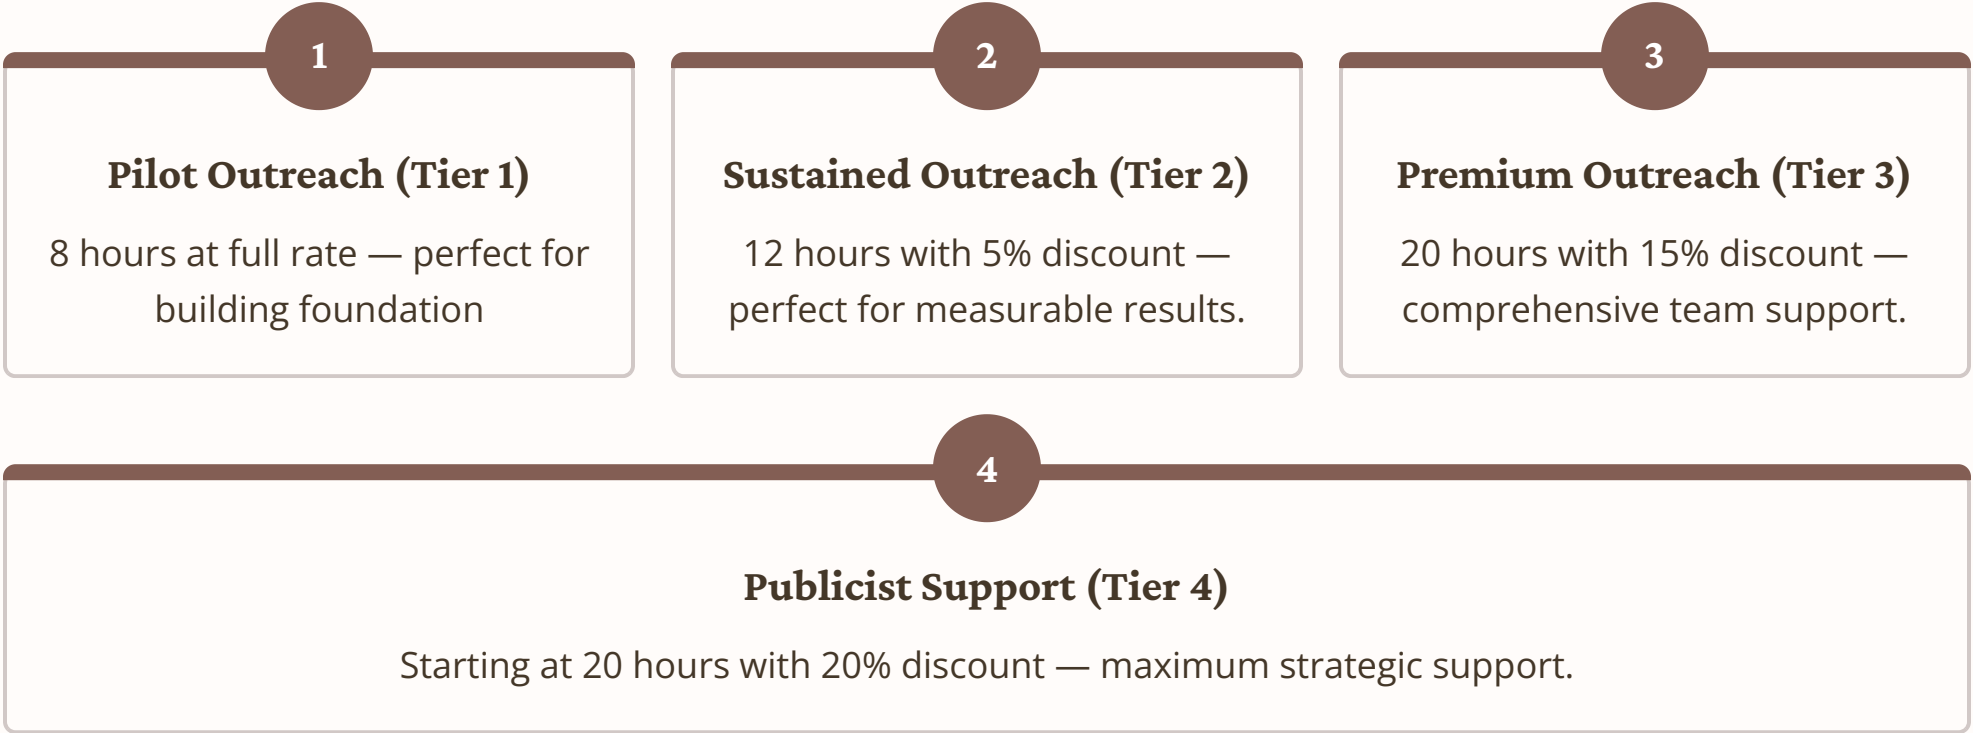 1
Pilot Outreach (Tier 1)
8 hours at full rate — perfect for
building foundation
2
Sustained Outreach (Tier 2)
12 hours with 5% discount —
perfect for measurable results.
3
Premium Outreach (Tier 3)
20 hours with 15% discount —
comprehensive team support.
4
Publicist Support (Tier 4)
Starting at 20 hours with 20% discount — maximum strategic support.